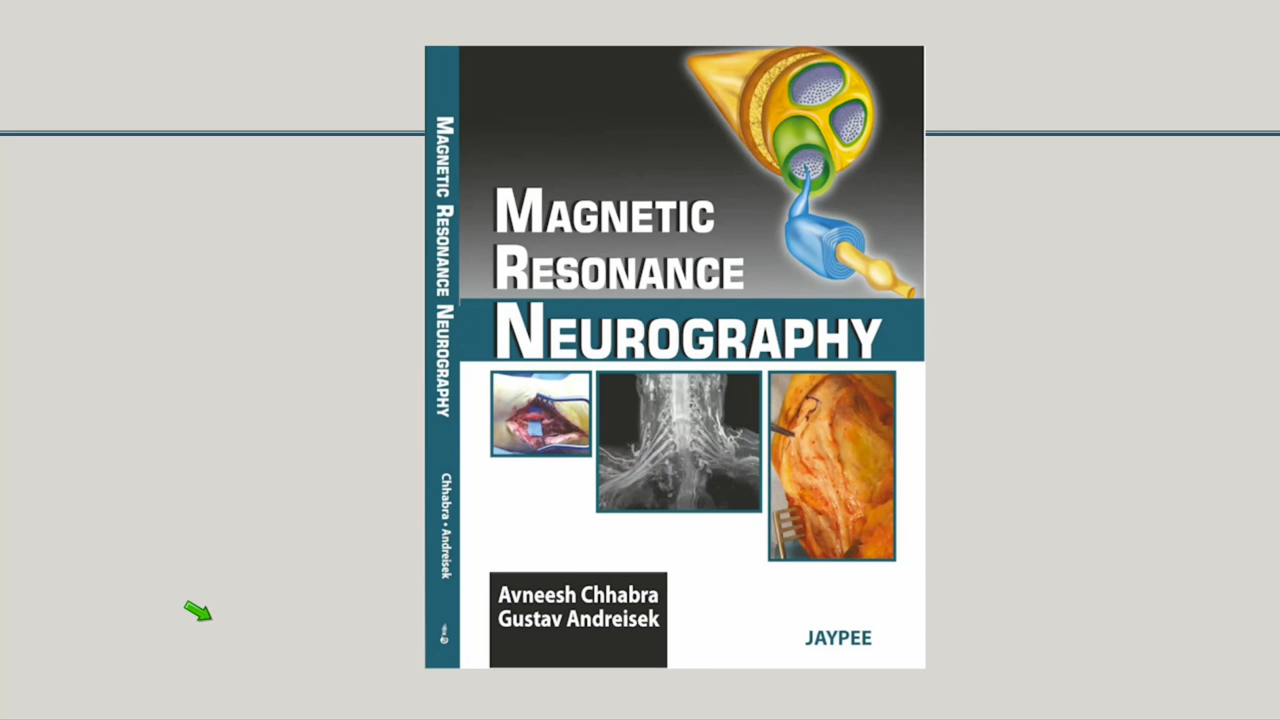 MAGNETIC RESONANCE NEUROGRAPHY
Chhabra • Andreisek
MAGNETIC
RESONANCE
NEUROGRAPHY
Avneesh Chhabra
Gustav Andreisek
JAYPEE